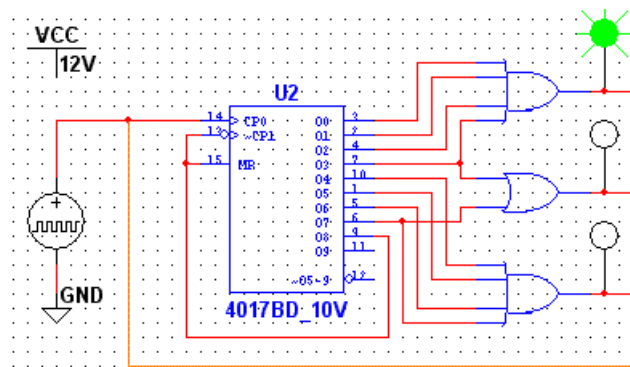 VCC
12V
U2
14 CP0 O0 3
13 ~CP1 O1 2
O2 4
15 MR O3 7
O4 10
O5 1
O6 5
O7 6
O8 9
O9 11
~O5-9 12
GND
4017BD_10V